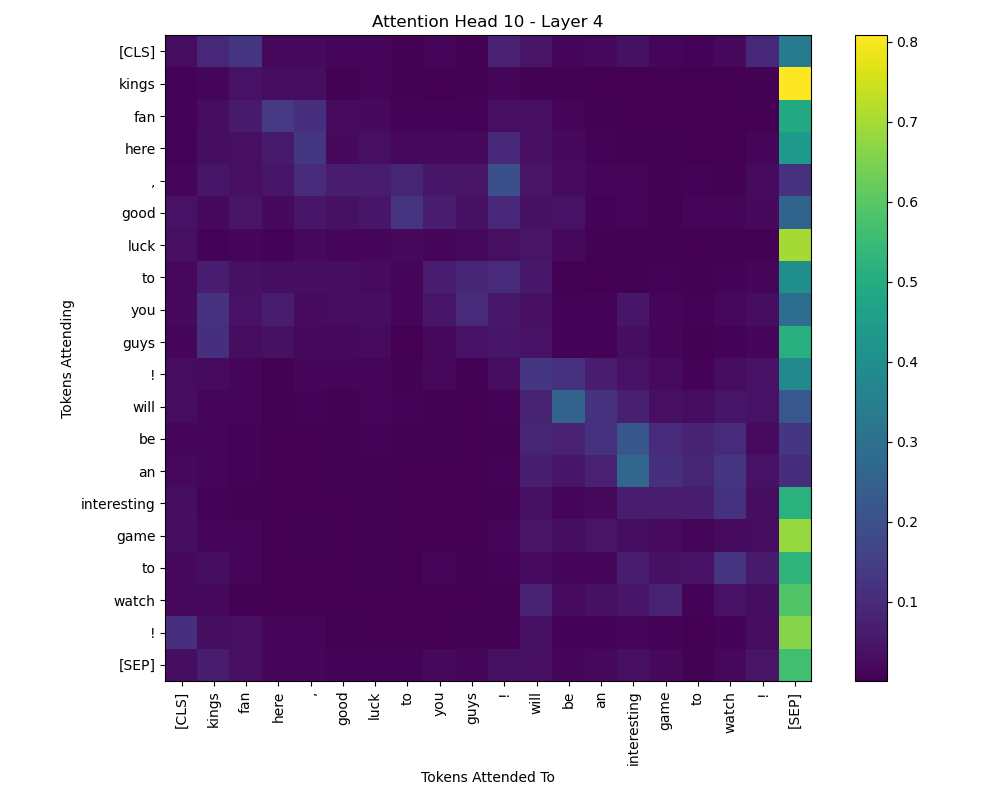 Attention Head 10 - Layer 4
Tokens Attending
[CLS]
kings
fan
here
,
good
luck
to
you
guys
!
will
be
an
interesting
game
to
watch
!
[SEP]
[CLS]
kings
fan
here
,
good
luck
to
you
guys
!
will
be
an
interesting
game
to
watch
!
[SEP]
Tokens Attended To
0.8
0.7
0.6
0.5
0.4
0.3
0.2
0.1